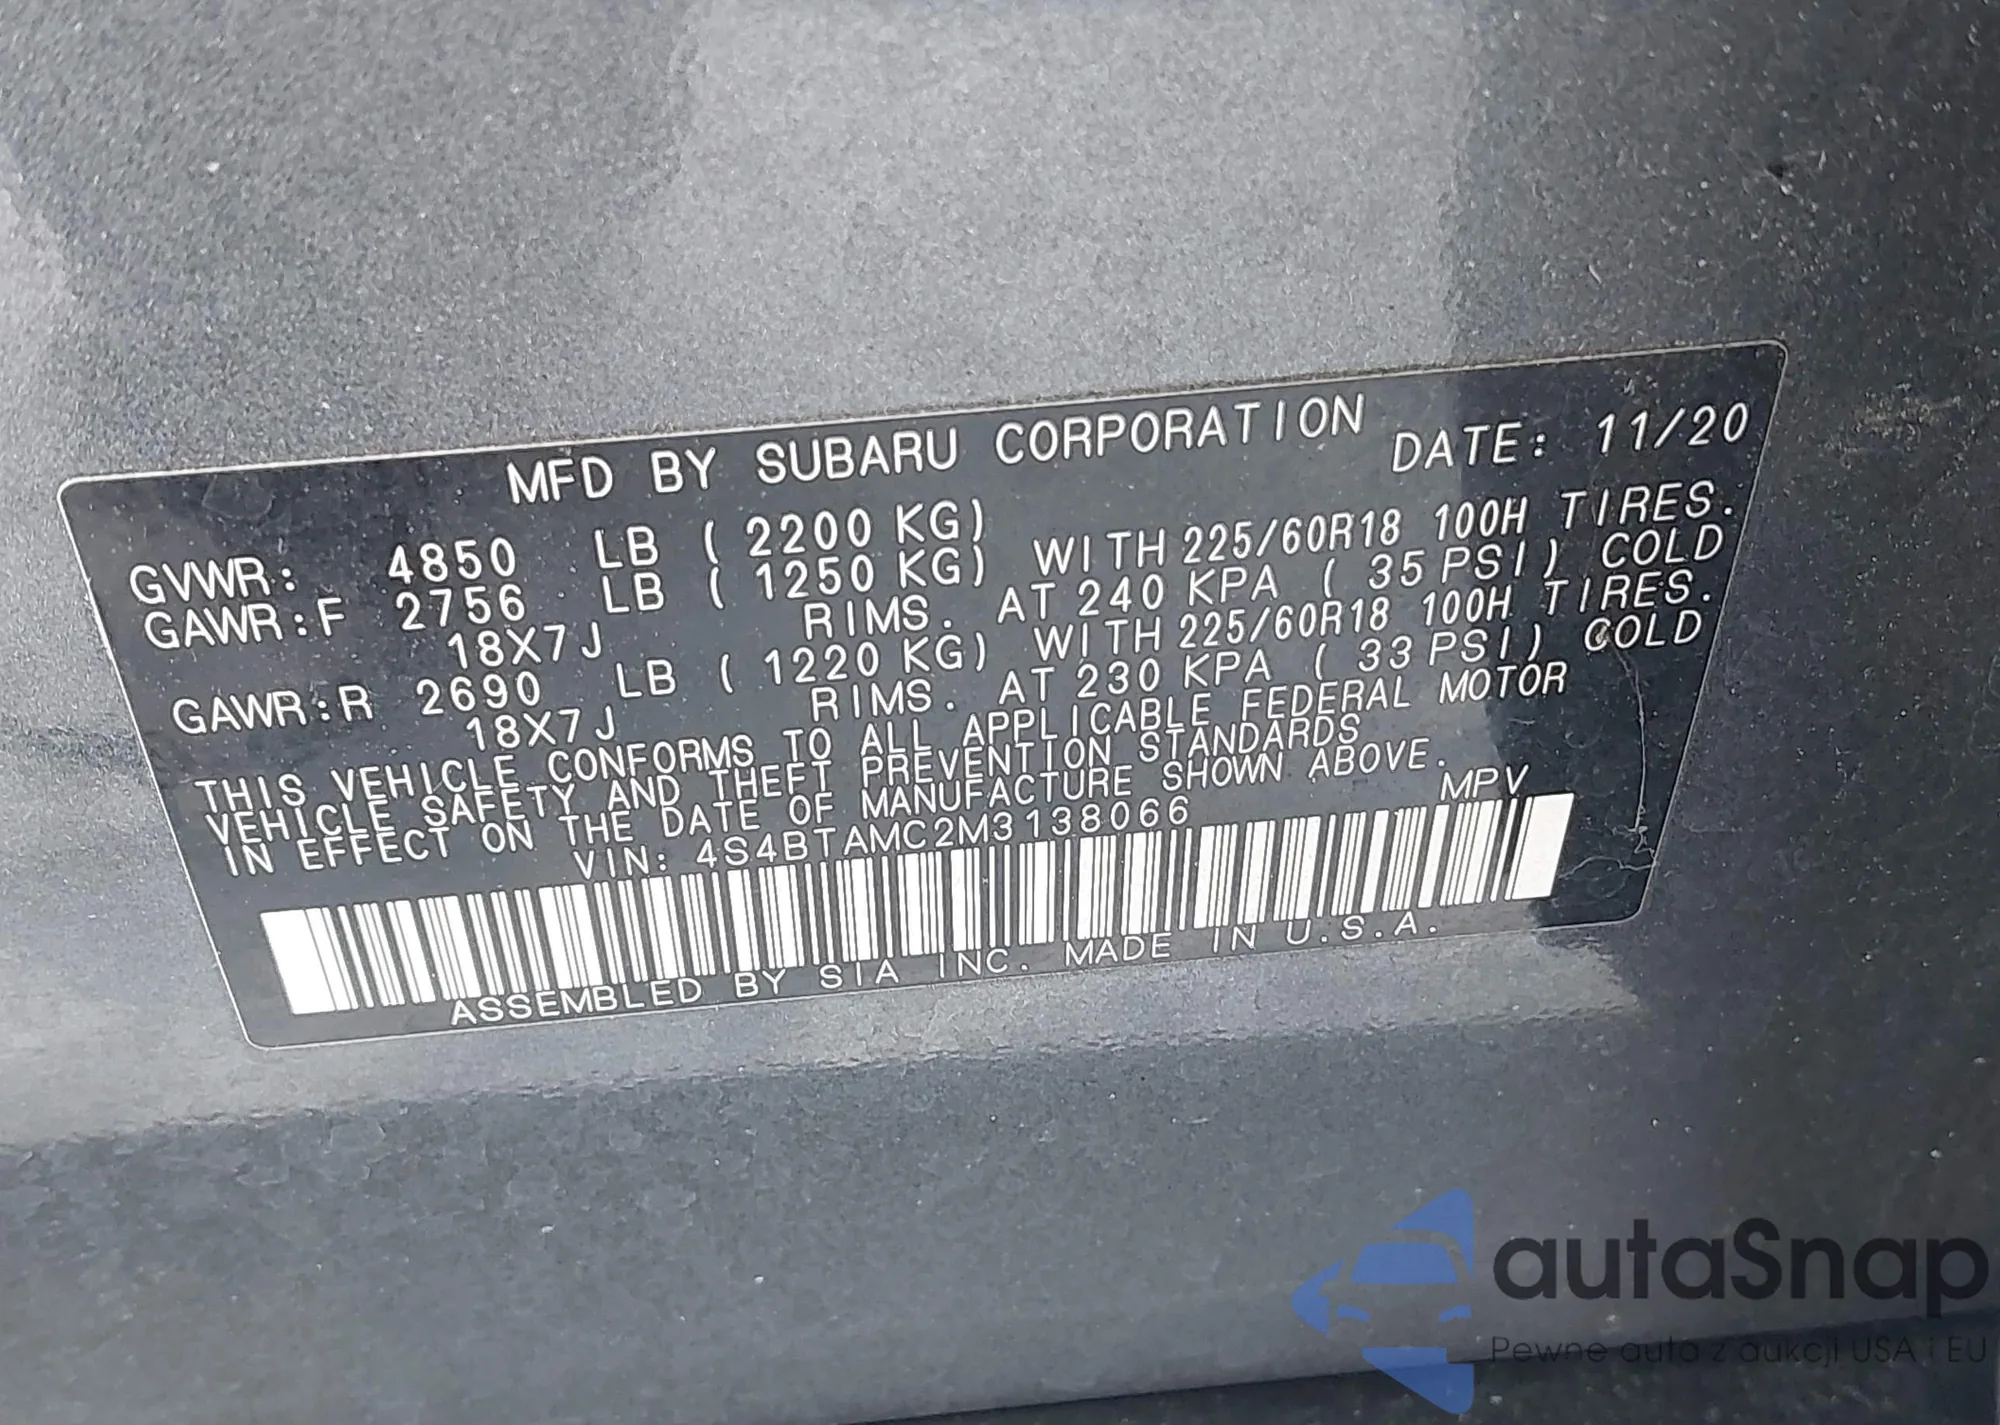 MFD BY SUBARU CORPORATION DATE: 11/20
GVWR: 4850 LB ( 2200 KG)
GAWR:F 2756 LB ( 1250 KG) WITH 225/60R18 100H TIRES.
18X7J RIMS. AT 240 KPA ( 35 PSI) COLD
GAWR:R 2690 LB ( 1220 KG) WITH 225/60R18 100H TIRES.
18X7J RIMS. AT 230 KPA ( 33 PSI) COLD
THIS VEHICLE CONFORMS TO ALL APPLICABLE FEDERAL MOTOR
VEHICLE SAFETY AND THEFT PREVENTION STANDARDS
IN EFFECT ON THE DATE OF MANUFACTURE SHOWN ABOVE.
VIN: 4S4BTAMC2M3138066 MPV
ASSEMBLED BY SIA INC. MADE IN U.S.A.
autaSnap
Pewne auta z aukcji USA i EU